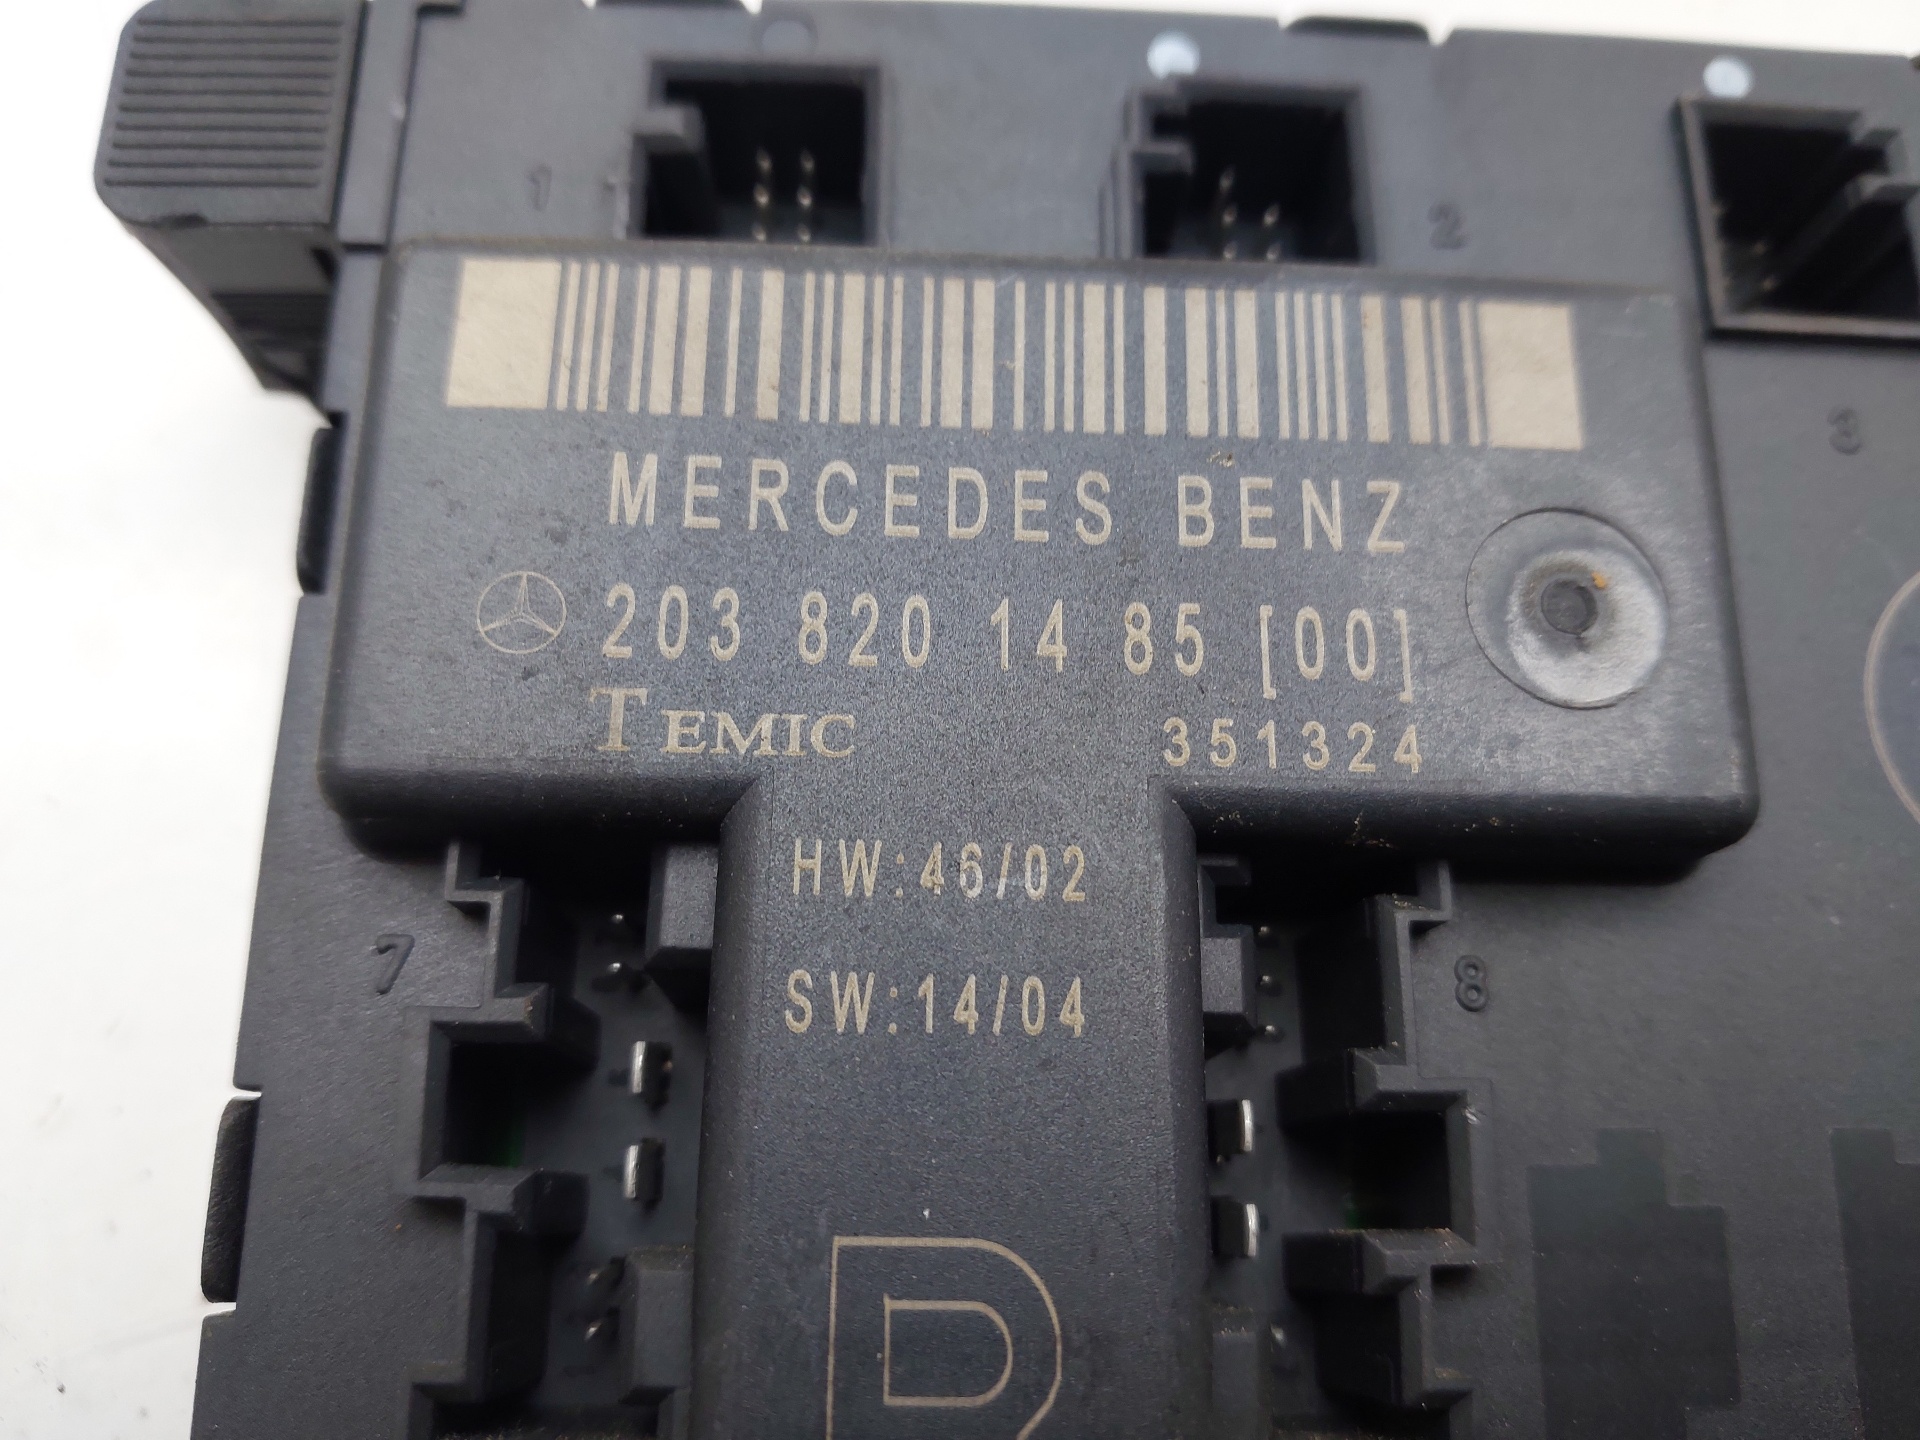 1
2
3
MERCEDES BENZ
203 820 14 85 [00]
TEMIC 351324
HW:46/02
7
8
SW:14/04